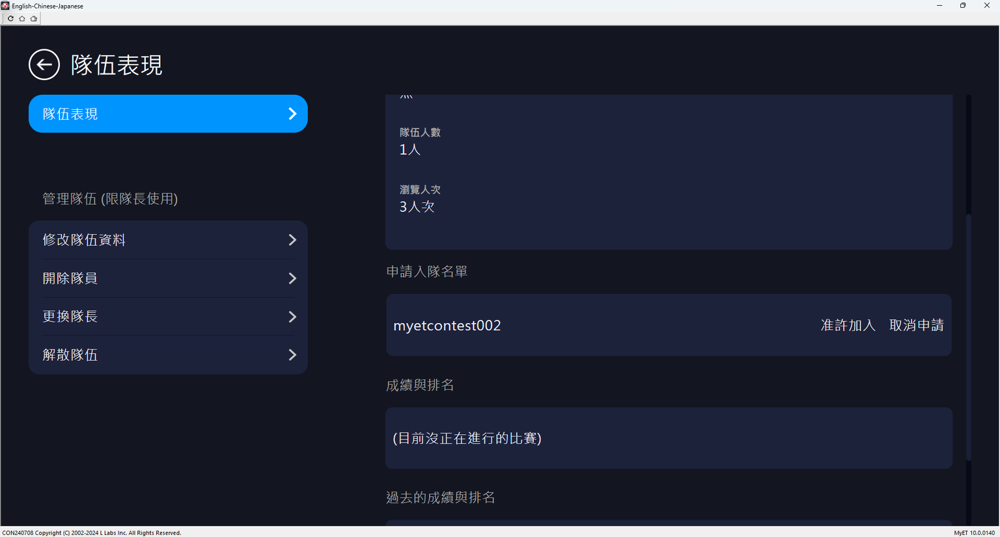 English-Chinese-Japanese
隊伍表現
隊伍表現
管理隊伍 (限隊長使用)
修改隊伍資料
開除隊員
更換隊長
解散隊伍
隊伍人數
1人
瀏覽人次
3人次
申請入隊名單
myetcontest002 准許加入 取消申請
成績與排名
(目前沒正在進行的比賽)
過去的成績與排名
CON240708 Copyright (C) 2002-2024 L Labs Inc. All Rights Reserved. MyET 10.0.0140